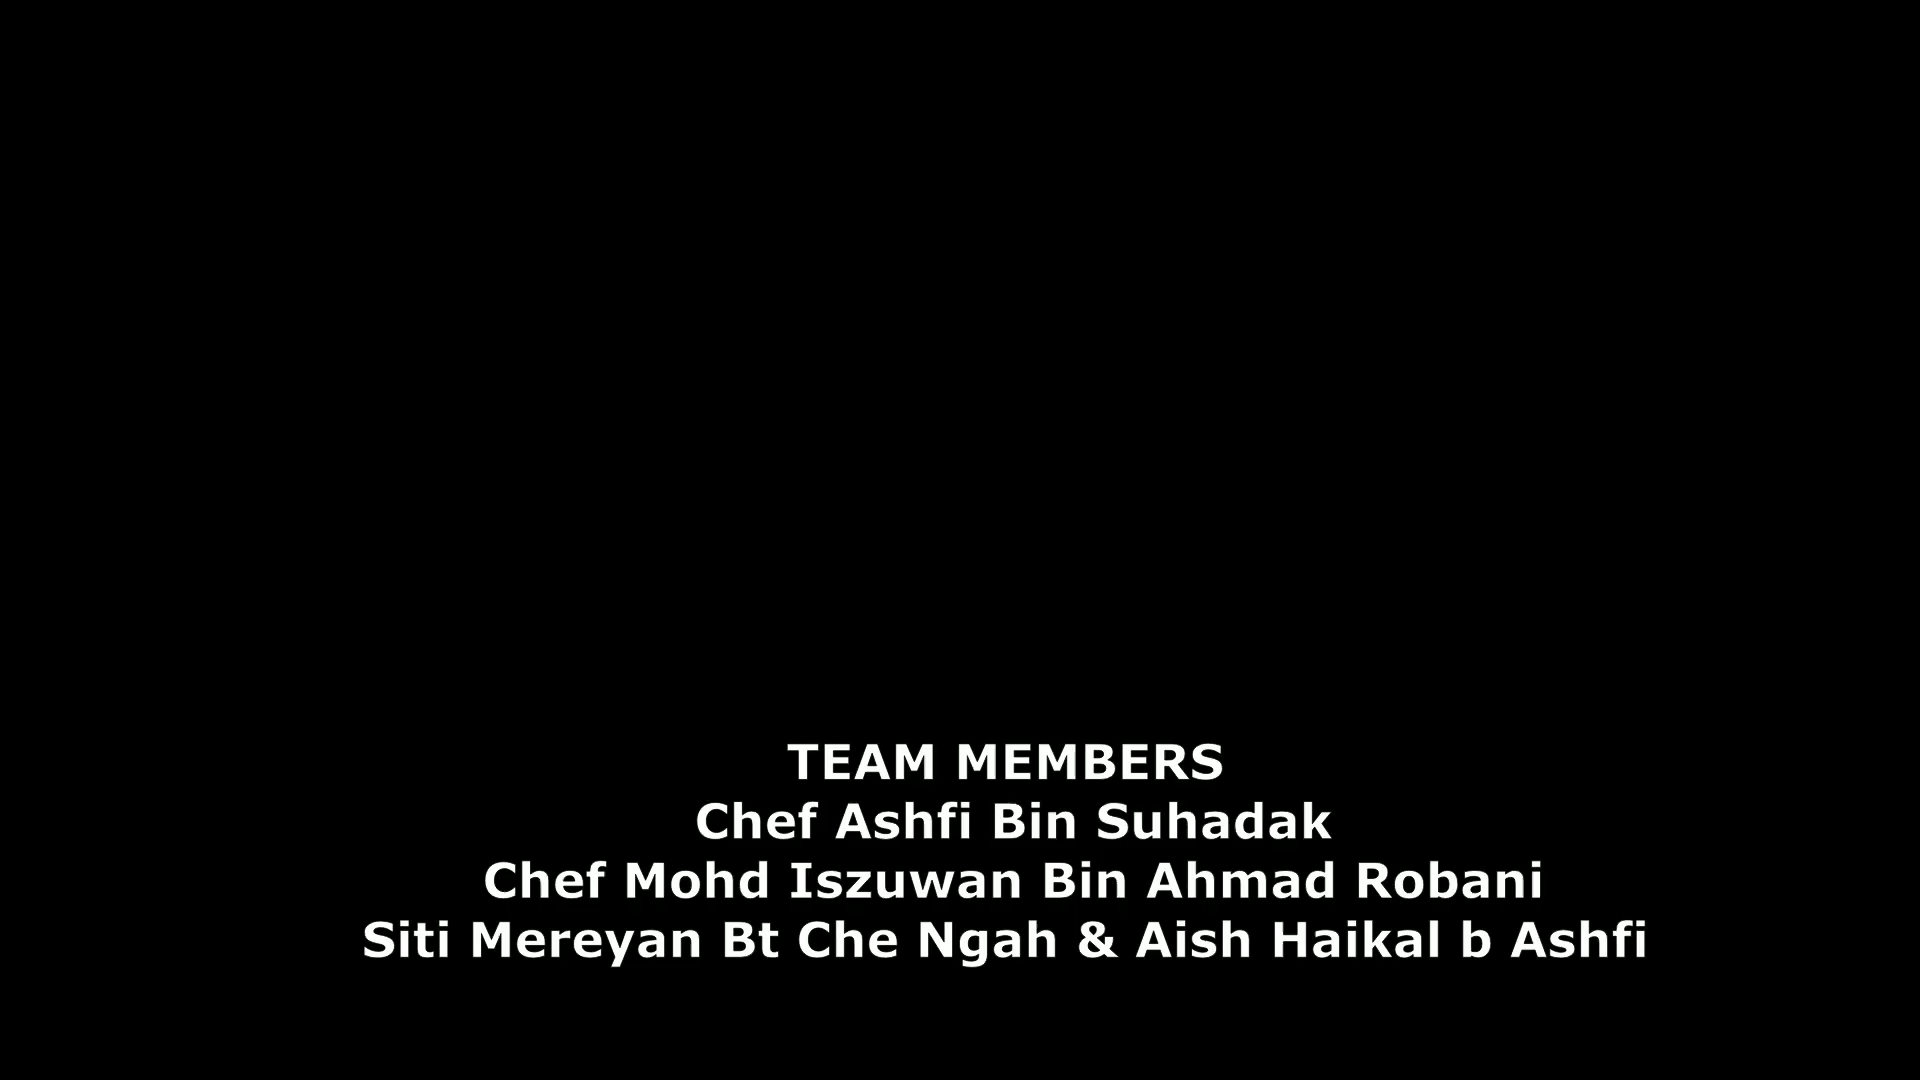 TEAM MEMBERS
Chef Ashfi Bin Suhadak
Chef Mohd Iszuwan Bin Ahmad Robani
Siti Mereyan Bt Che Ngah & Aish Haikal b Ashfi